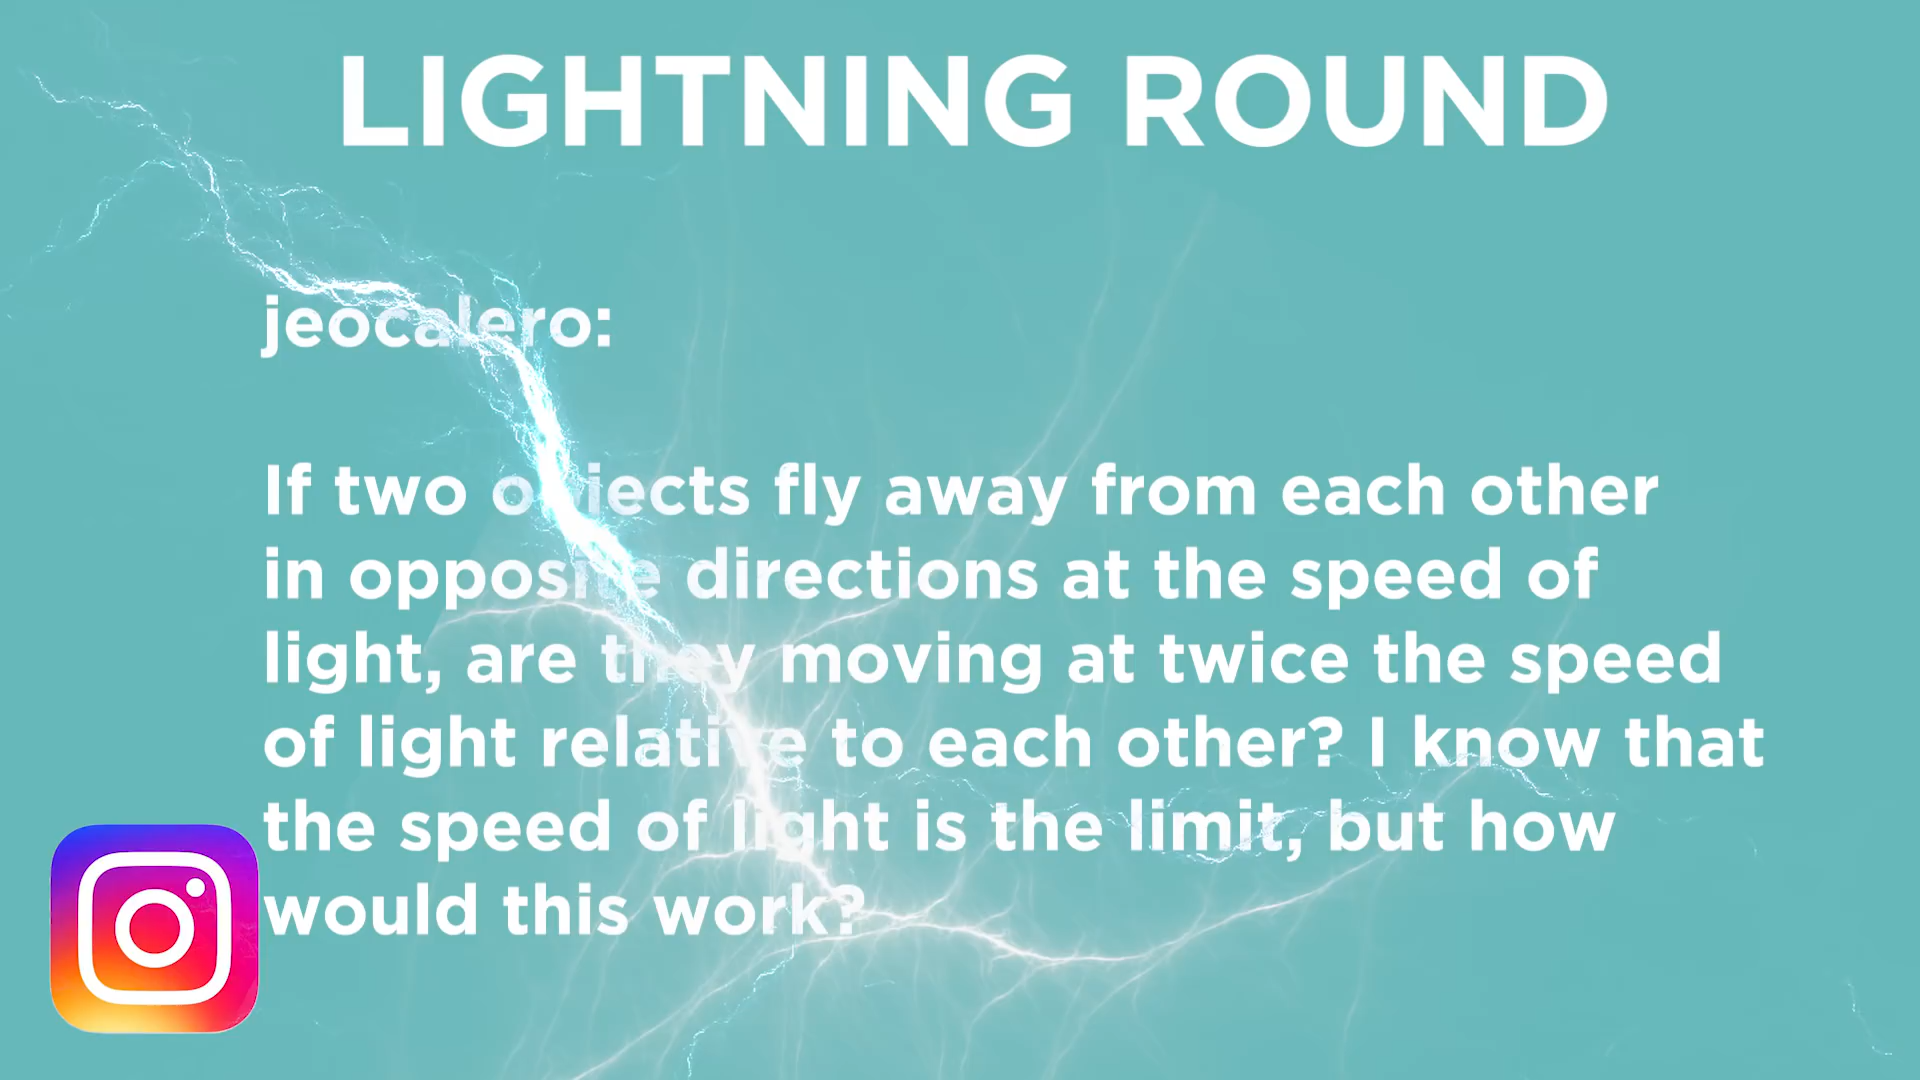 LIGHTNING ROUND
jeocalero:
If two objects fly away from each other
in opposite directions at the speed of
light, are they moving at twice the speed
of light relative to each other? I know that
the speed of light is the limit, but how
would this work?